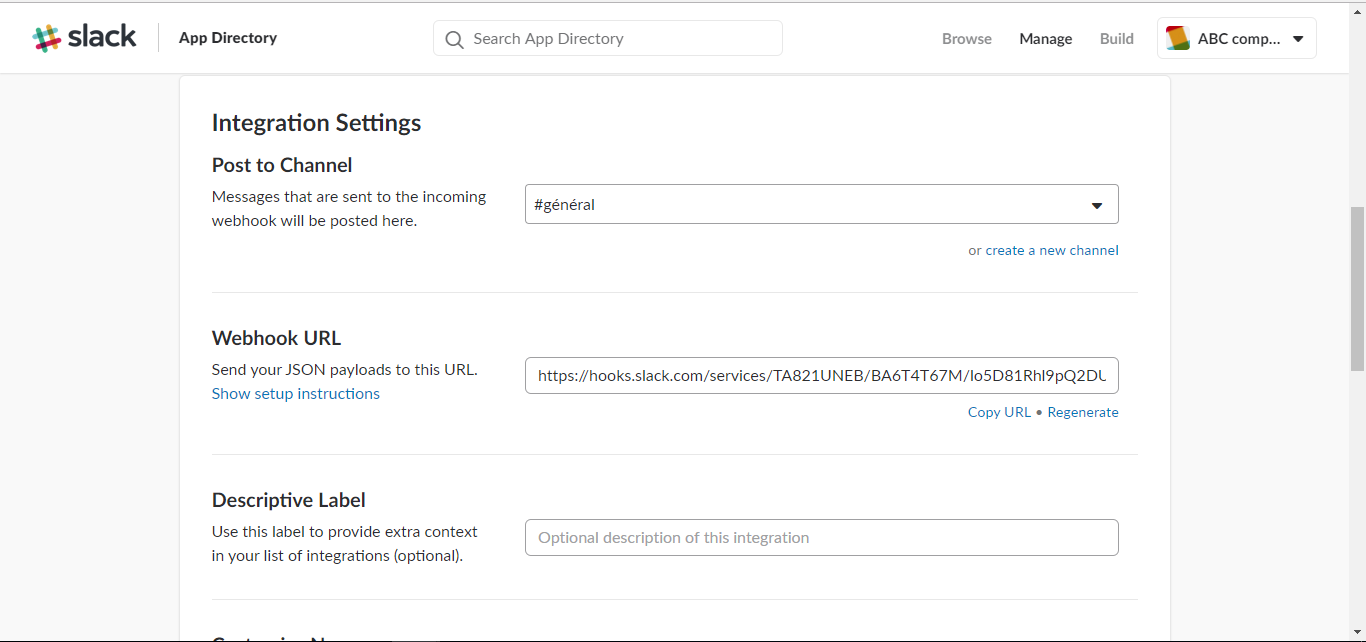 slack App Directory Search App Directory Browse Manage Build ABC comp...
Integration Settings
Post to Channel
Messages that are sent to the incoming
webhook will be posted here.
#général
or create a new channel
Webhook URL
Send your JSON payloads to this URL.
Show setup instructions
https://hooks.slack.com/services/TA821UNEB/BA6T4T67M/Io5D81RhI9pQ2DU
Copy URL • Regenerate
Descriptive Label
Use this label to provide extra context
in your list of integrations (optional).
Optional description of this integration